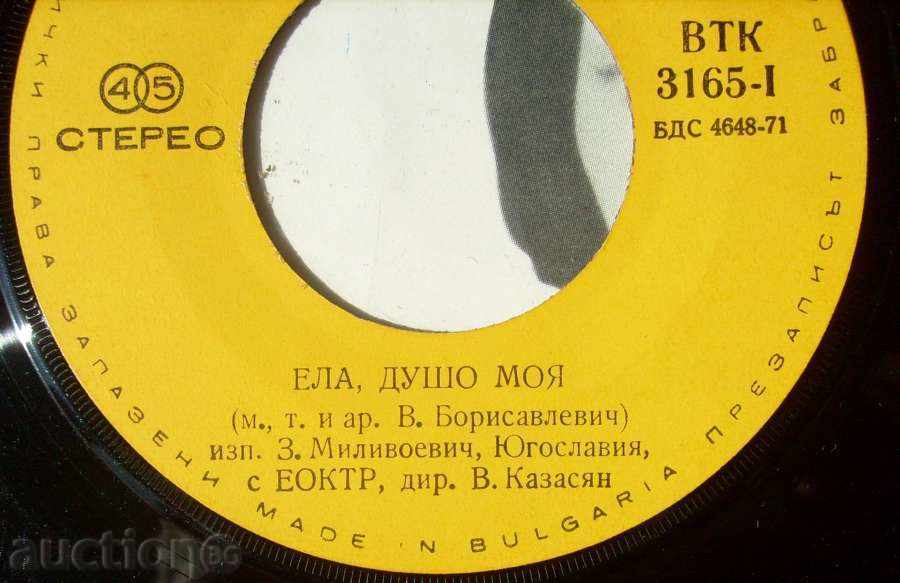 45
СТЕРЕО
ВТК
3165-I
БДС 4648-71
ЕЛА, ДУШО МОЯ
(м., т. и ар. В. Борисавлевич)
изп. З. Миливоевич, Югославия,
с ЕОКТР, дир. В. Казасян
ПРАВА ЗАПАЗЕНИ MADE IN BULGARIA ПРЕЗАПИСЪТ
auction